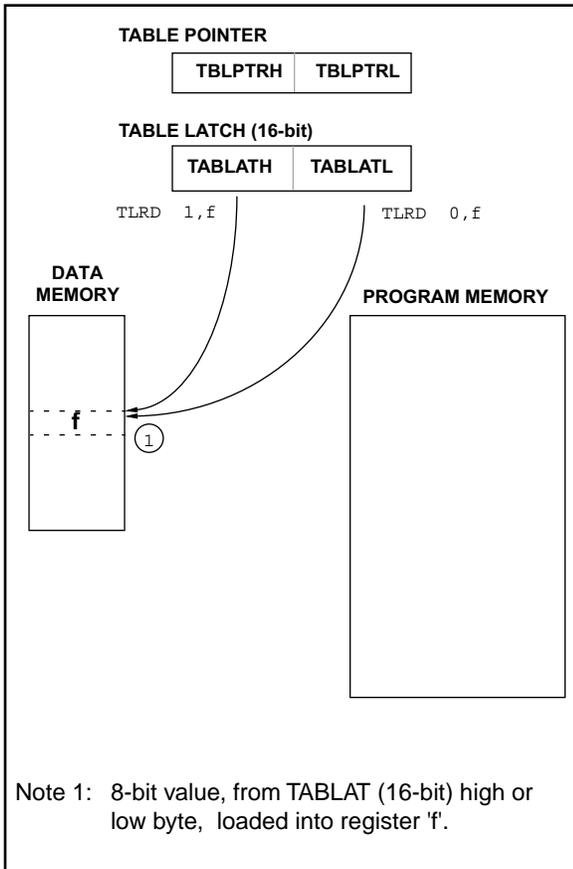 TABLE POINTER
TBLPTRH TBLPTRL
TABLE LATCH (16-bit)
TABLATH TABLATL
TLRD 1,f TLRD 0,f
DATA
MEMORY
PROGRAM MEMORY
f
1
Note 1: 8-bit value, from TABLAT (16-bit) high or
low byte, loaded into register 'f'.